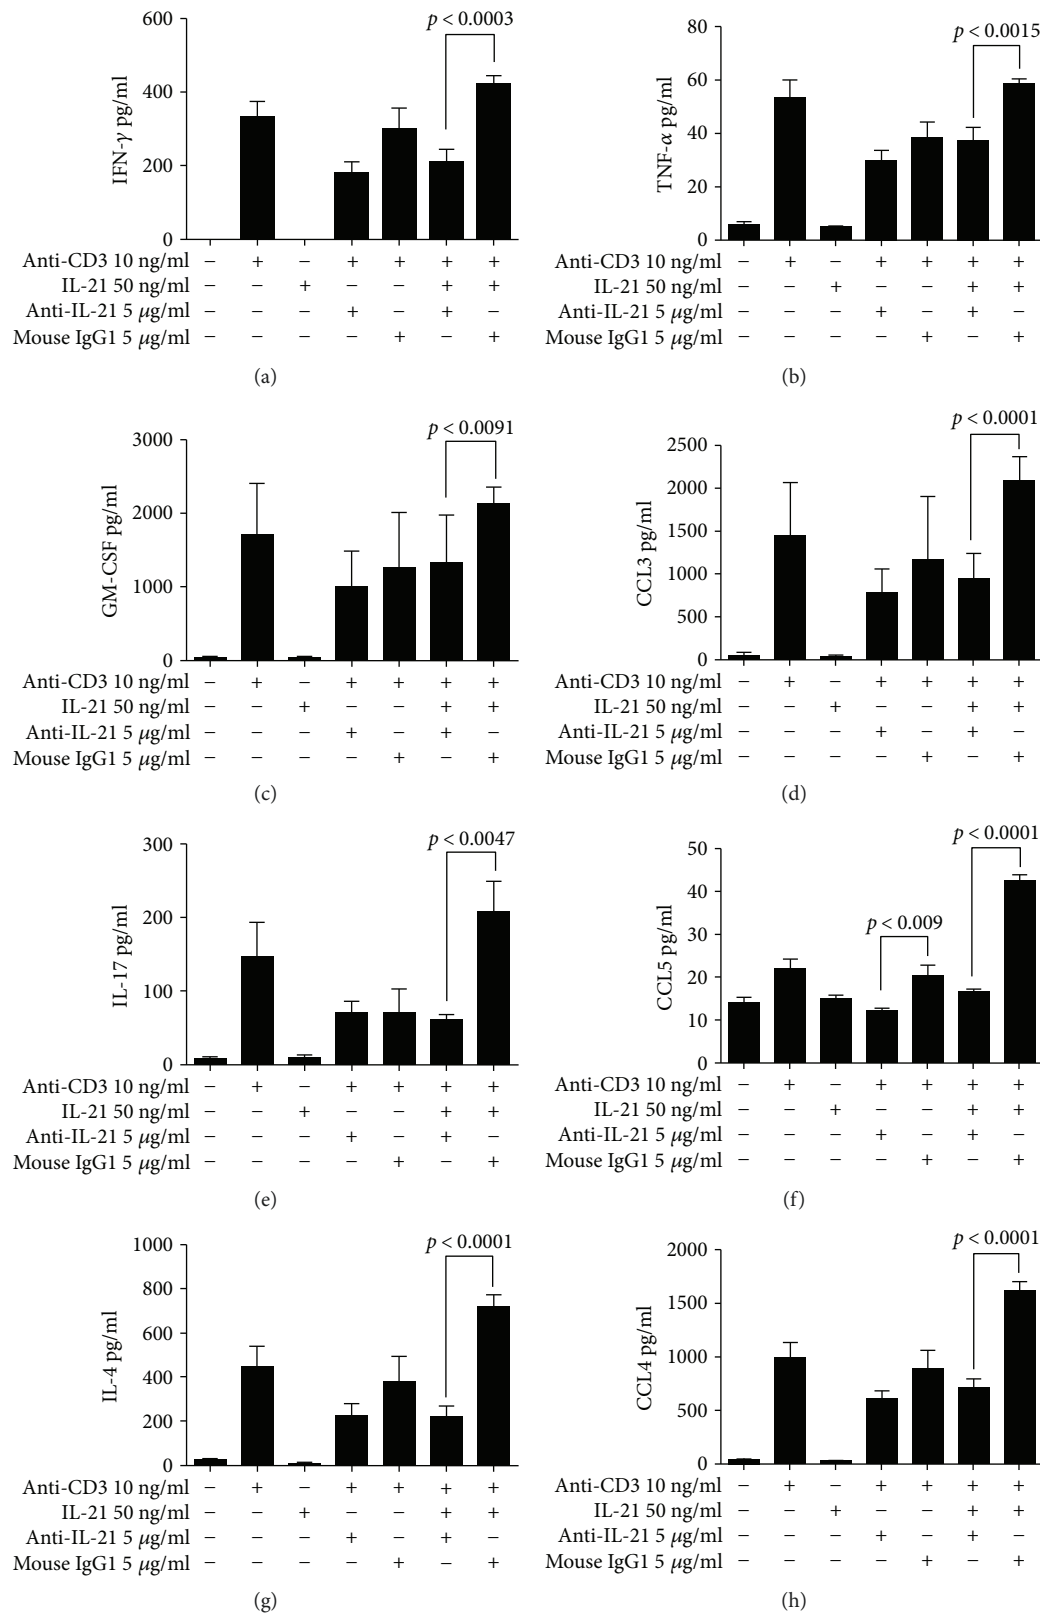 p < 0.0003
600
400
200
0
IFN-γ pg/ml
Anti-CD3 10 ng/ml – + – + + + +
IL-21 50 ng/ml – – + – – + +
Anti-IL-21 5 μg/ml – – – + – + –
Mouse IgG1 5 μg/ml – – – – + – +
(a)
p < 0.0015
80
60
40
20
0
TNF-α pg/ml
Anti-CD3 10 ng/ml – + – + + + +
IL-21 50 ng/ml – – + – – + +
Anti-IL-21 5 μg/ml – – – + – + –
Mouse IgG1 5 μg/ml – – – – + – +
(b)
p < 0.0091
3000
2000
1000
0
GM-CSF pg/ml
Anti-CD3 10 ng/ml – + – + + + +
IL-21 50 ng/ml – – + – – + +
Anti-IL-21 5 μg/ml – – – + – + –
Mouse IgG1 5 μg/ml – – – – + – +
(c)
p < 0.0001
2500
2000
1500
1000
500
0
CCL3 pg/ml
Anti-CD3 10 ng/ml – + – + + + +
IL-21 50 ng/ml – – + – – + +
Anti-IL-21 5 μg/ml – – – + – + –
Mouse IgG1 5 μg/ml – – – – + – +
(d)
p < 0.0047
300
200
100
0
IL-17 pg/ml
Anti-CD3 10 ng/ml – + – + + + +
IL-21 50 ng/ml – – + – – + +
Anti-IL-21 5 μg/ml – – – + – + –
Mouse IgG1 5 μg/ml – – – – + – +
(e)
p < 0.0001
p < 0.009
50
40
30
20
10
0
CCL5 pg/ml
Anti-CD3 10 ng/ml – + – + + + +
IL-21 50 ng/ml – – + – – + +
Anti-IL-21 5 μg/ml – – – + – + –
Mouse IgG1 5 μg/ml – – – – + – +
(f)
p < 0.0001
1000
800
600
400
200
0
IL-4 pg/ml
Anti-CD3 10 ng/ml – + – + + + +
IL-21 50 ng/ml – – + – – + +
Anti-IL-21 5 μg/ml – – – + – + –
Mouse IgG1 5 μg/ml – – – – + – +
(g)
p < 0.0001
2000
1500
1000
500
0
CCL4 pg/ml
Anti-CD3 10 ng/ml – + – + + + +
IL-21 50 ng/ml – – + – – + +
Anti-IL-21 5 μg/ml – – – + – + –
Mouse IgG1 5 μg/ml – – – – + – +
(h)